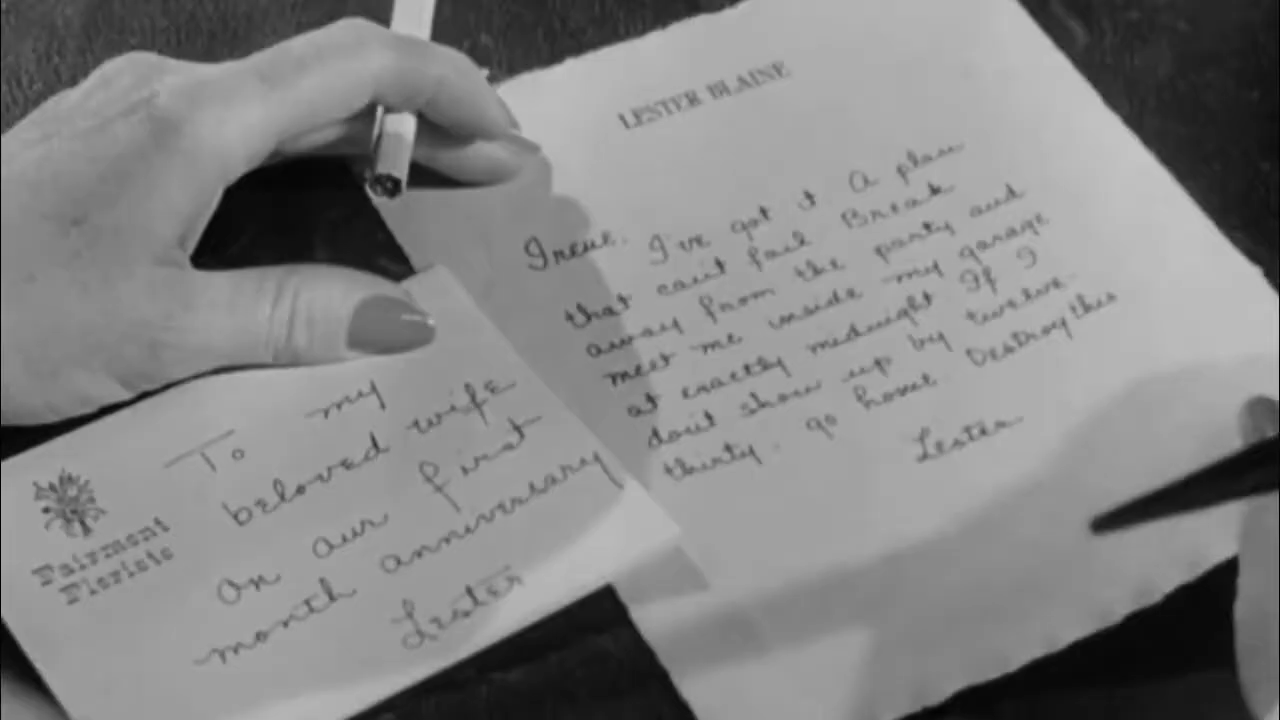 LESTER BLAINE
Irene. I've got it A plan
that can't fail Break
away from the party and
meet me inside my garage
at exactly midnight If I
don't show up by twelve-
thirty. go home Destroy this
Lester
To my
beloved wife
On our first
month anniversary
Lester
Fairmont
Florists